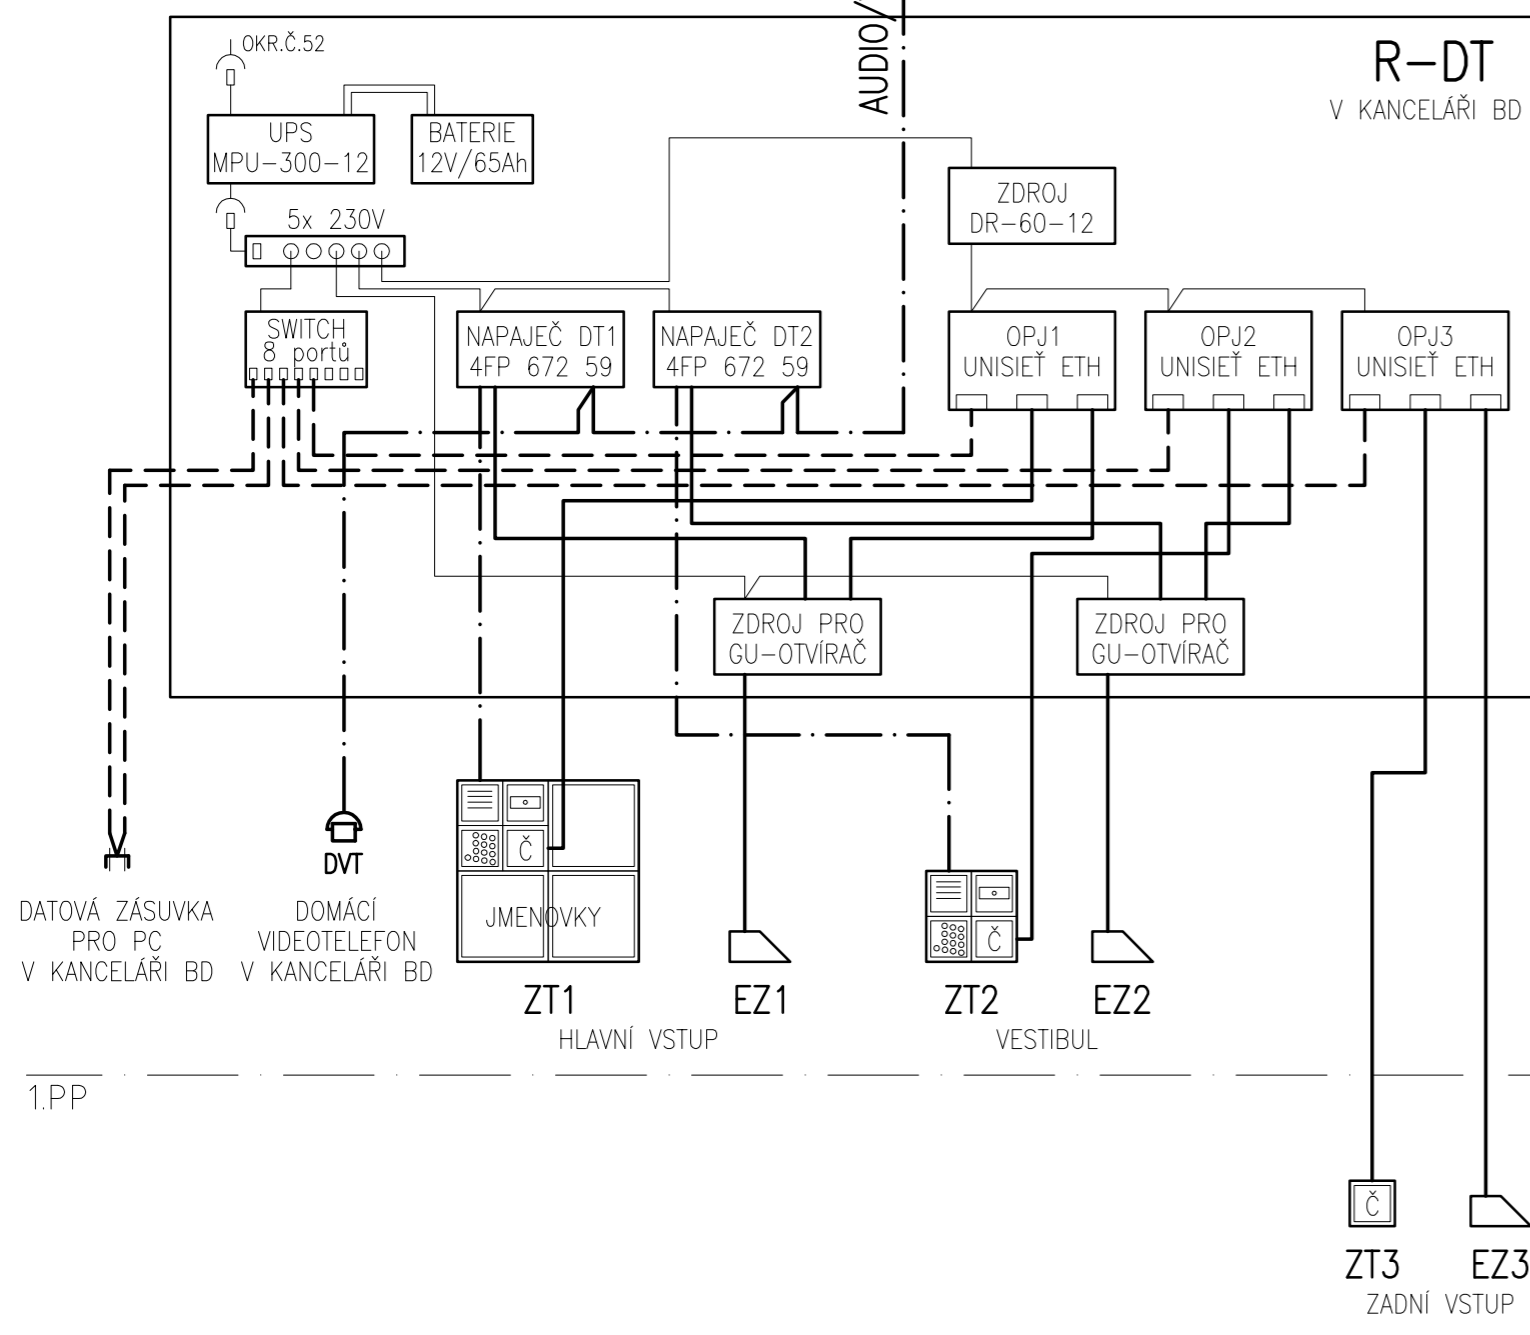 AUDIO/
OKR.Č.52
R-DT
V KANCELÁŘI BD
UPS
MPU-300-12
BATERIE
12V/65Ah
ZDROJ
DR-60-12
5x 230V
SWITCH
8 portů
NAPAJEČ DT1
4FP 672 59
NAPAJEČ DT2
4FP 672 59
OPJ1
UNISIEŤ ETH
OPJ2
UNISIEŤ ETH
OPJ3
UNISIEŤ ETH
ZDROJ PRO
GU-OTVÍRAČ
ZDROJ PRO
GU-OTVÍRAČ
DVT
Č
JMENOVKY
Č
DATOVÁ ZÁSUVKA
PRO PC
V KANCELÁŘI BD
DOMÁCÍ
VIDEOTELEFON
V KANCELÁŘI BD
ZT1
EZ1
HLAVNÍ VSTUP
ZT2
EZ2
VESTIBUL
1.PP
Č
ZT3
EZ3
ZADNÍ VSTUP